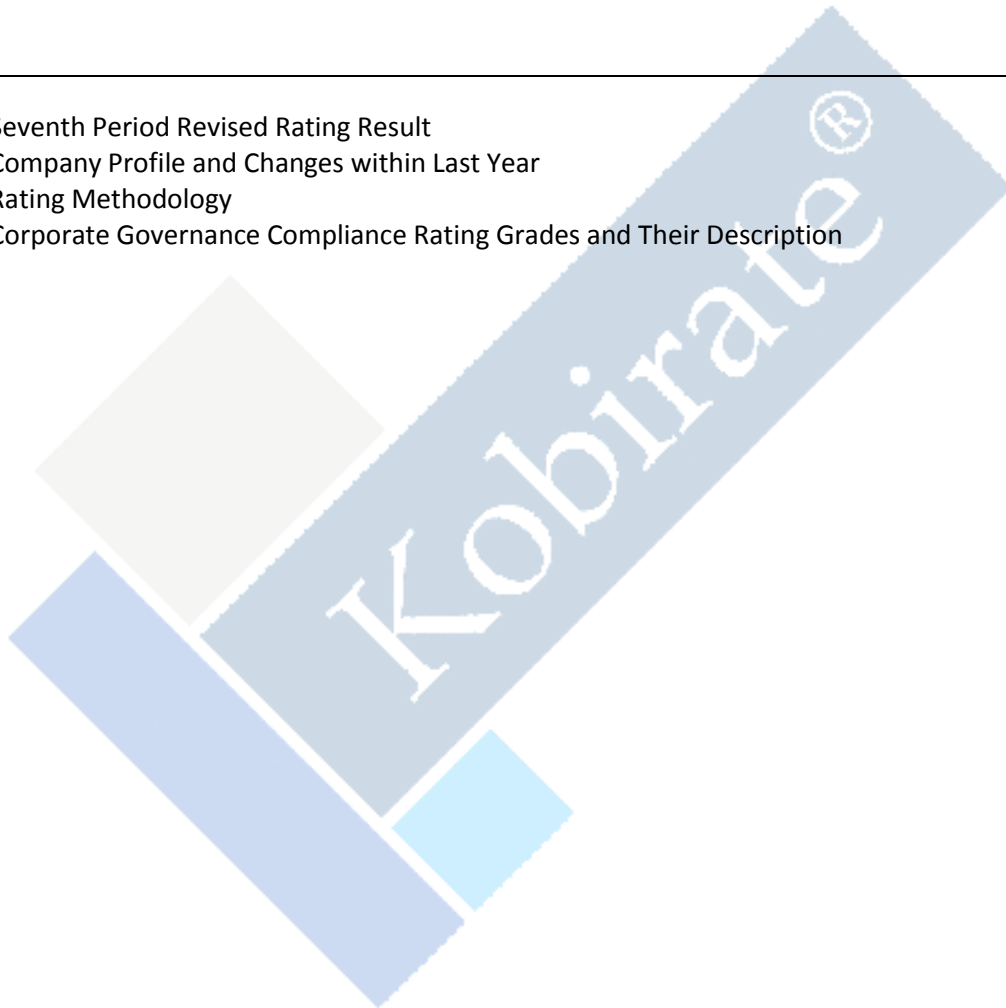 Seventh Period Revised Rating Result
Company Profile and Changes within Last Year
Rating Methodology
Corporate Governance Compliance Rating Grades and Their Description
Kobirate ®